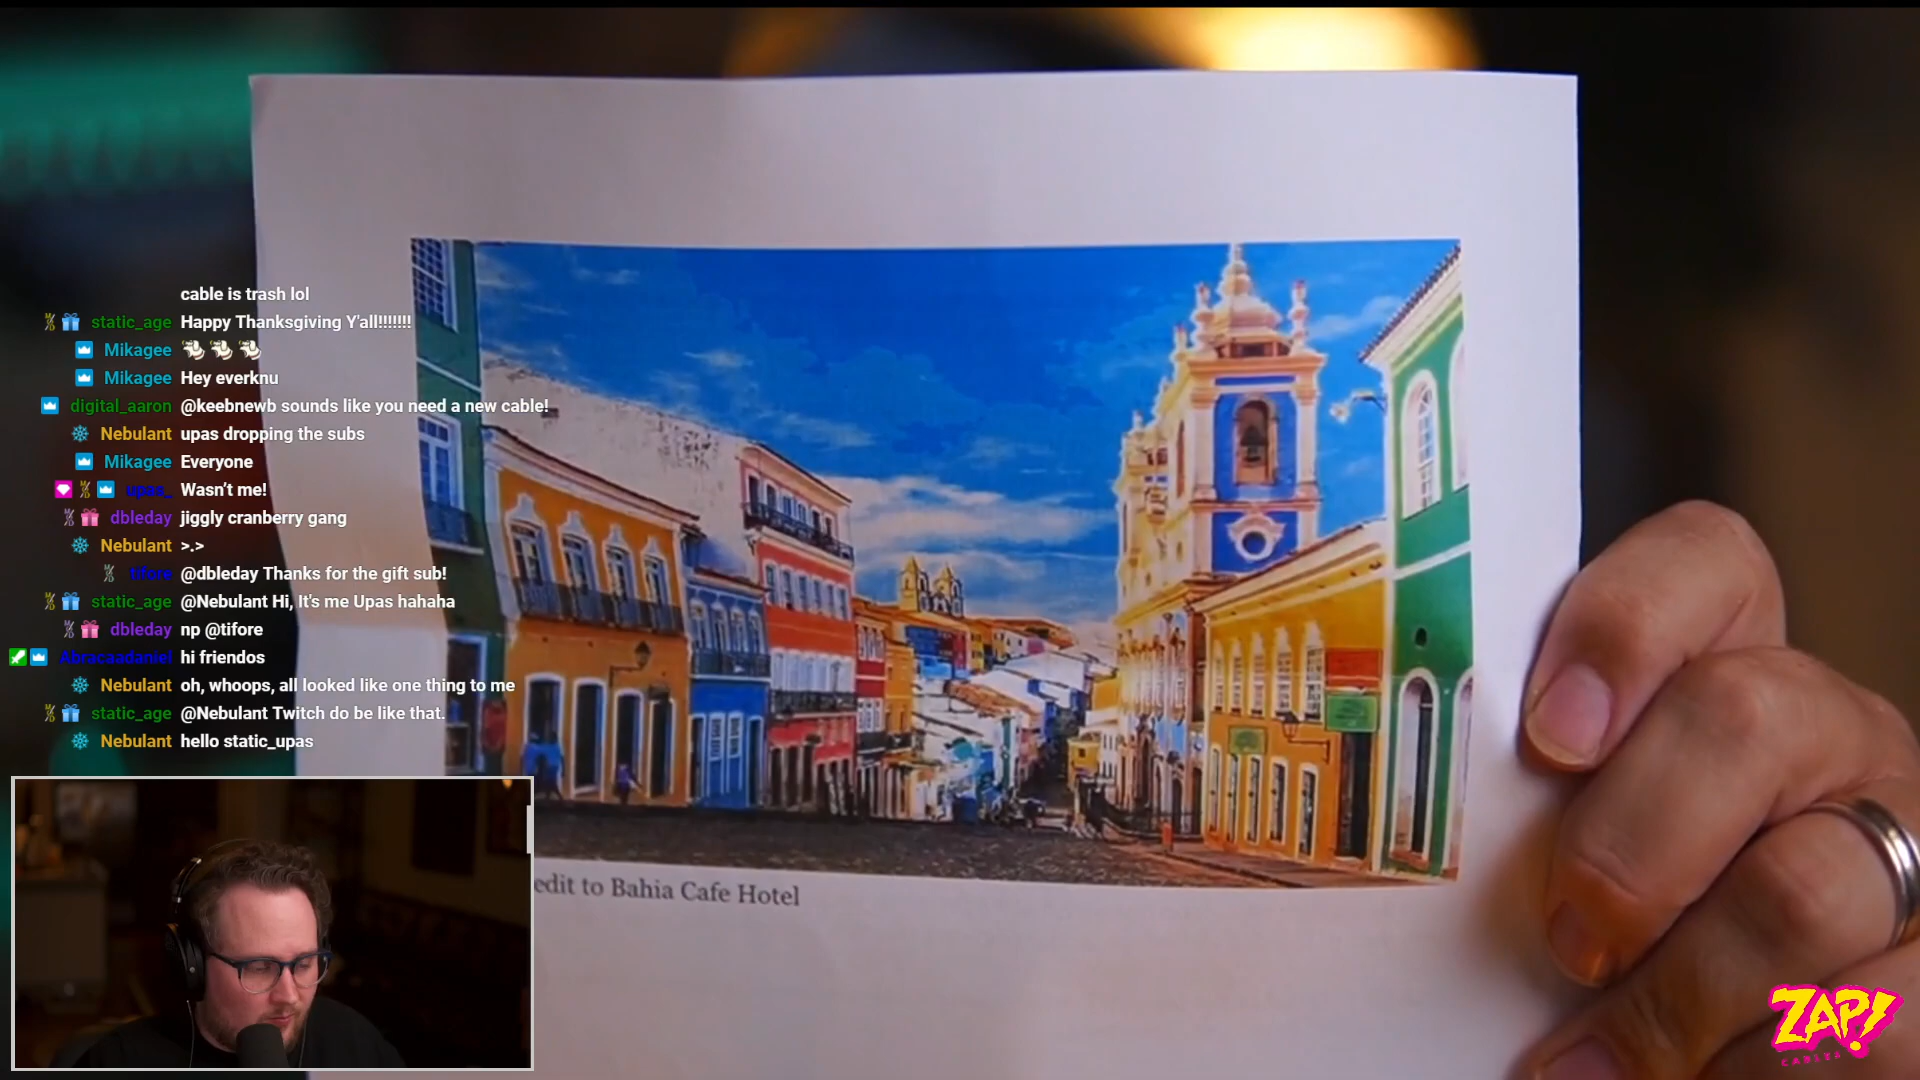 cable is trash lol
static_age Happy Thanksgiving Y'all!!!!!!!
Mikagee
Mikagee Hey everknu
digital_aaron @keebnewb sounds like you need a new cable!
Nebulant upas dropping the subs
Mikagee Everyone
upas_ Wasn't me!
dbleday jiggly cranberry gang
Nebulant >.>
tifore @dbleday Thanks for the gift sub!
static_age @Nebulant Hi, It's me Upas hahaha
dbleday np @tifore
Abracaadaniel hi friendos
Nebulant oh, whoops, all looked like one thing to me
static_age @Nebulant Twitch do be like that.
Nebulant hello static_upas
edit to Bahia Cafe Hotel
ZAP!
CABLES